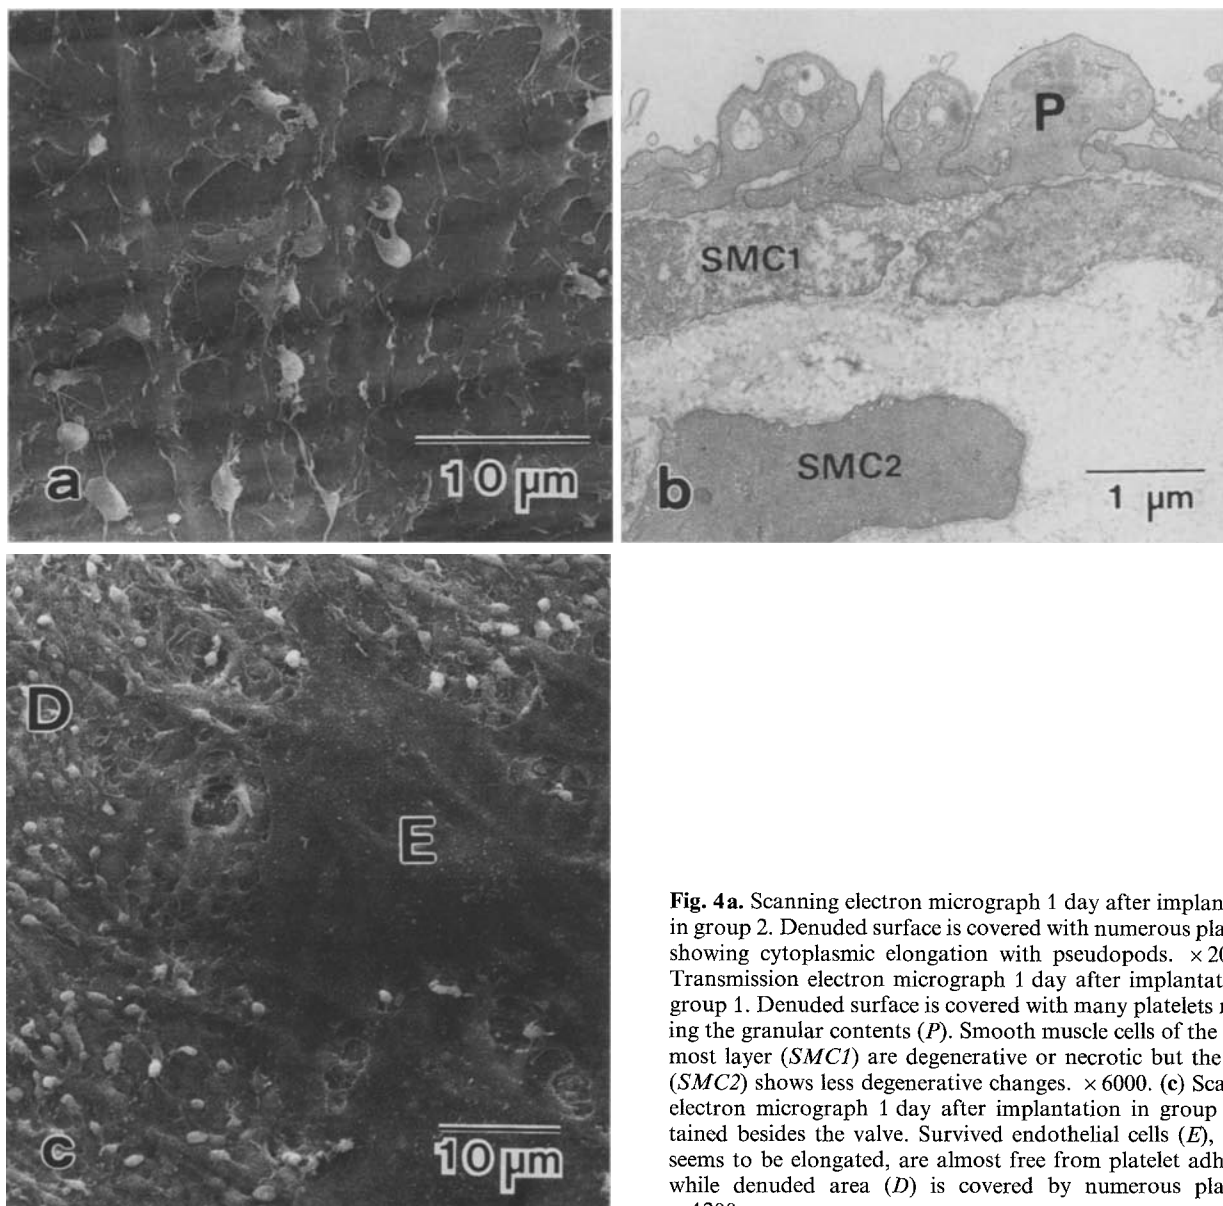 a
10 μm
P
SMC1
SMC2
b
1 μm
D
E
c
10 μm
Fig. 4a. Scanning electron micrograph 1 day after implan
in group 2. Denuded surface is covered with numerous pla
showing cytoplasmic elongation with pseudopods. ×20
Transmission electron micrograph 1 day after implantat
group 1. Denuded surface is covered with many platelets
ing the granular contents (P). Smooth muscle cells of the
most layer (SMC1) are degenerative or necrotic but the
(SMC2) shows less degenerative changes. ×6000. (c) Sca
electron micrograph 1 day after implantation in group
tained besides the valve. Survived endothelial cells (E),
seems to be elongated, are almost free from platelet adh
while denuded area (D) is covered by numerous pla